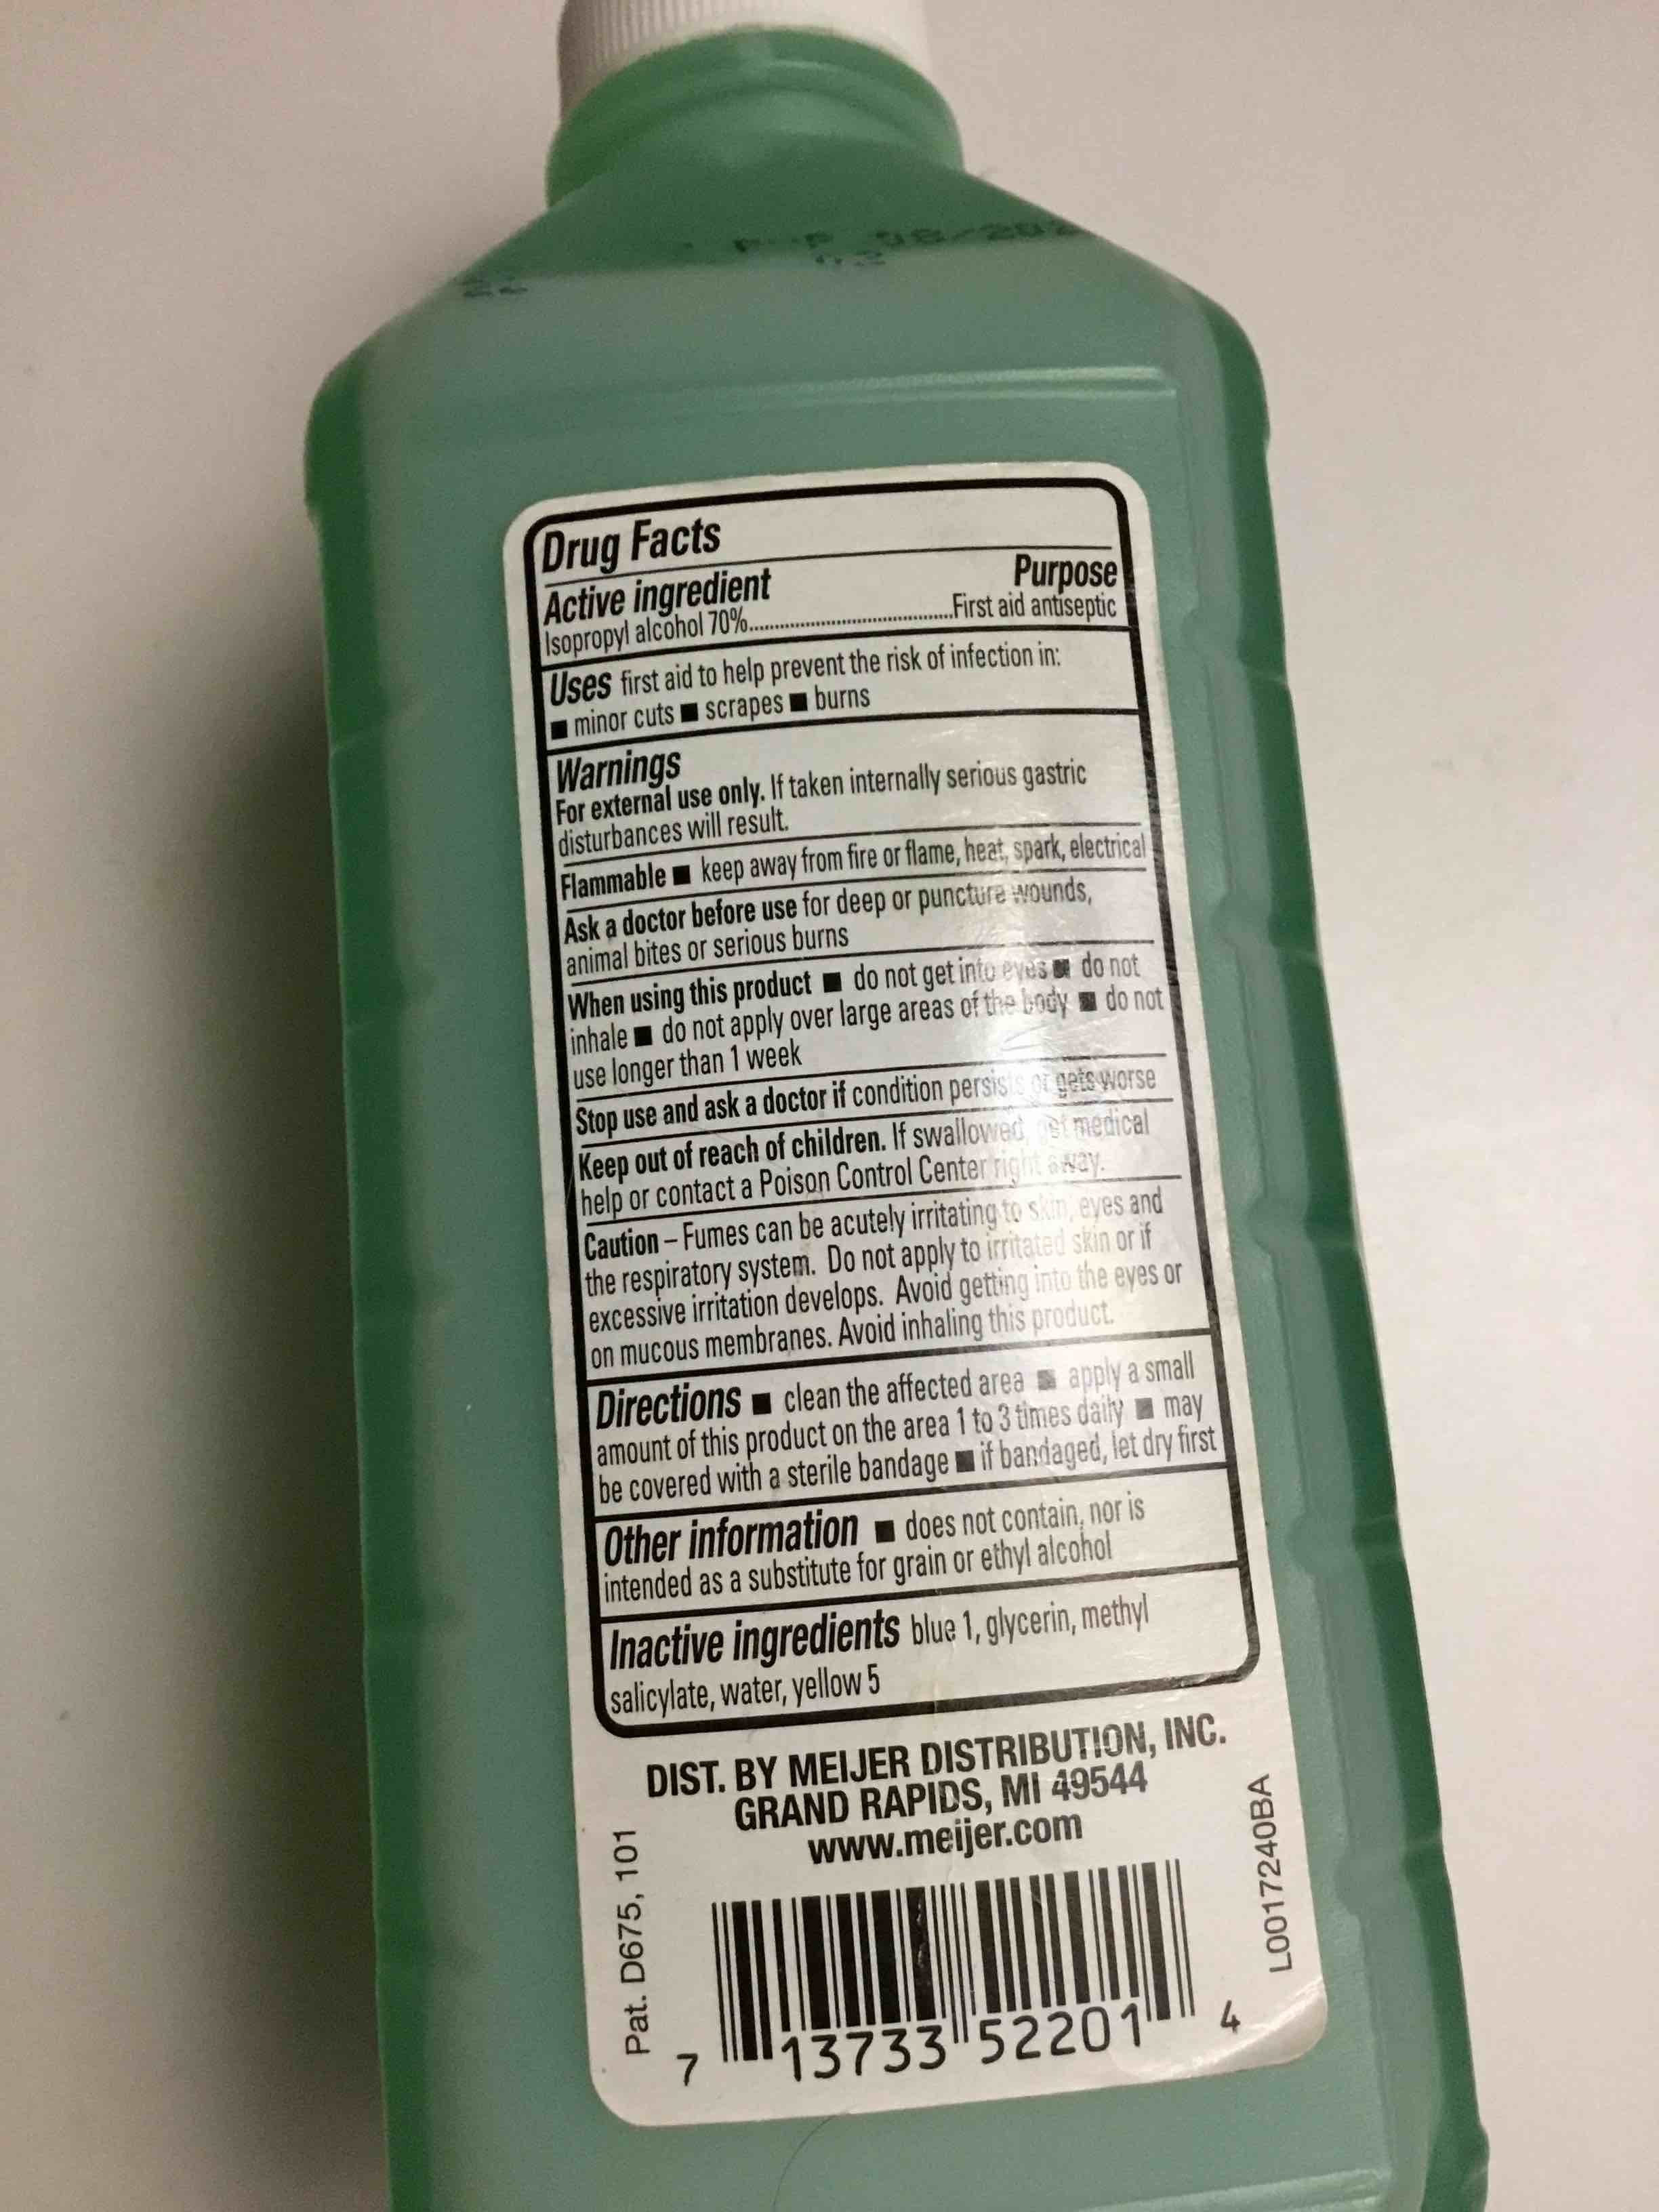 08/202
Drug Facts
Active ingredient Purpose
Isopropyl alcohol 70%........................................First aid antiseptic
Uses first aid to help prevent the risk of infection in:
■ minor cuts ■ scrapes ■ burns
Warnings
For external use only. If taken internally serious gastric
disturbances will result.
Flammable ■ keep away from fire or flame, heat, spark, electrical
Ask a doctor before use for deep or puncture wounds,
animal bites or serious burns
When using this product ■ do not get into eyes ■ do not
inhale ■ do not apply over large areas of the body ■ do not
use longer than 1 week
Stop use and ask a doctor if condition persists or gets worse
Keep out of reach of children. If swallowed, get medical
help or contact a Poison Control Center right away.
Caution – Fumes can be acutely irritating to skin, eyes and
the respiratory system. Do not apply to irritated skin or if
excessive irritation develops. Avoid getting into the eyes or
on mucous membranes. Avoid inhaling this product.
Directions ■ clean the affected area ■ apply a small
amount of this product on the area 1 to 3 times daily ■ may
be covered with a sterile bandage ■ if bandaged, let dry first
Other information ■ does not contain, nor is
intended as a substitute for grain or ethyl alcohol
Inactive ingredients blue 1, glycerin, methyl
salicylate, water, yellow 5
DIST. BY MEIJER DISTRIBUTION, INC.
GRAND RAPIDS, MI 49544
www.meijer.com
Pat. D675, 101
L0017240BA
7 13733 52201 4